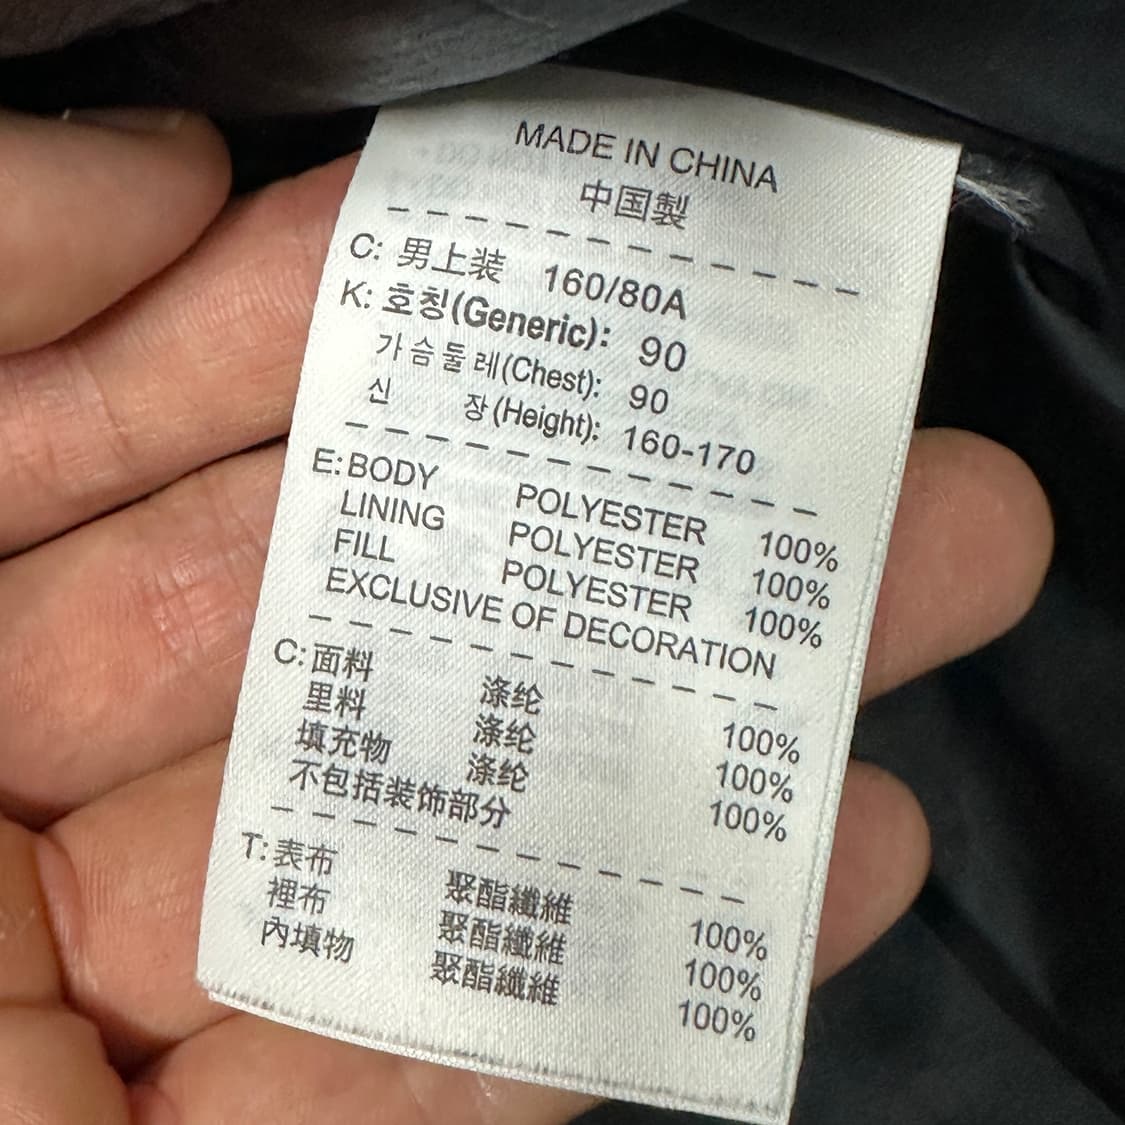 MADE IN CHINA
中国製
C: 男上装 160/80A
K: 호칭(Generic): 90
가슴둘레(Chest): 90
신 장(Height): 160-170
E: BODY POLYESTER 100%
LINING POLYESTER 100%
FILL POLYESTER 100%
EXCLUSIVE OF DECORATION
C: 面料 涤纶 100%
里料 涤纶 100%
填充物 涤纶 100%
不包括装饰部分
T: 表布 聚酯纖維 100%
裡布 聚酯纖維 100%
內填物 聚酯纖維 100%